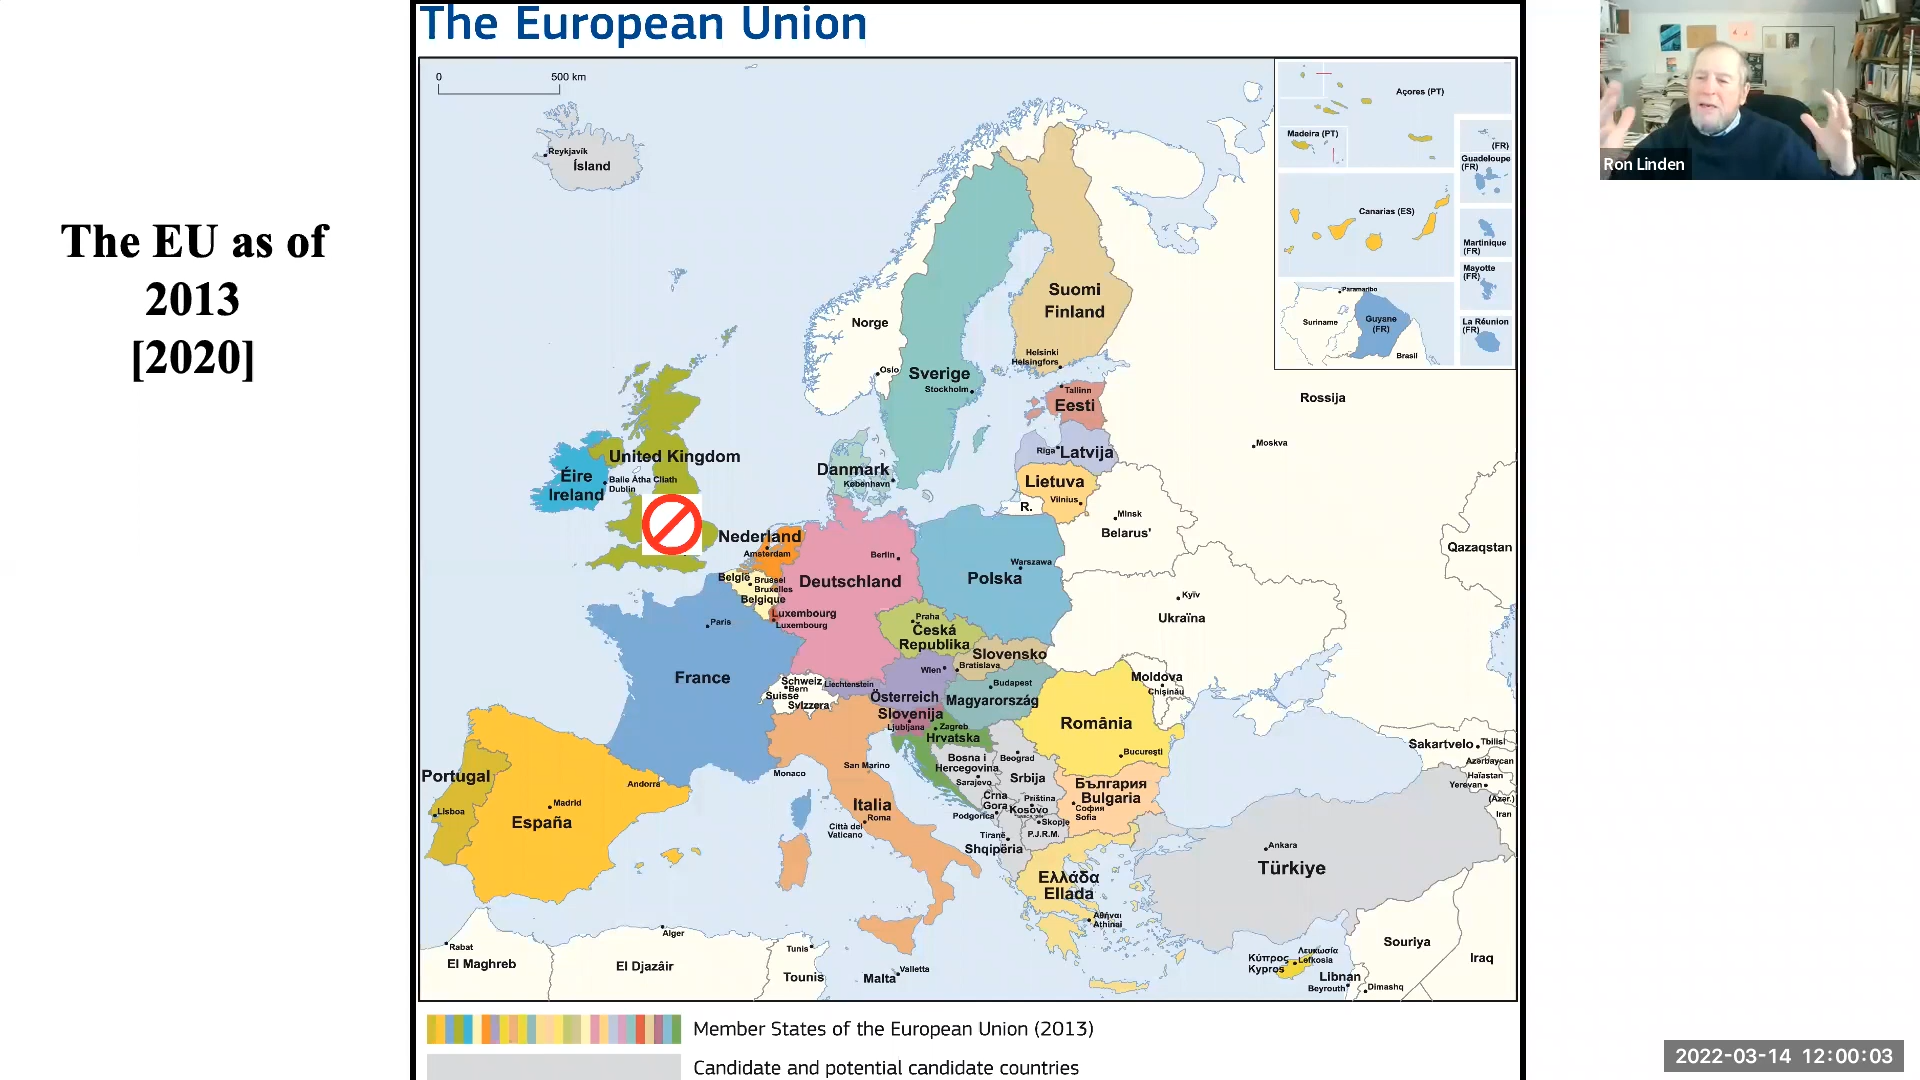 The European Union
The EU as of
2013
[2020]
0 500 km
Reykjavík
Ísland
Norge
Oslo
Suomi
Finland
Helsinki
Helsingfors
Sverige
Stockholm
Tallinn
Eesti
Rīga
Latvija
Lietuva
Vilnius
R.
Danmark
København
United Kingdom
Éire
Ireland
Baile Átha Cliath
Dublin
Nederland
Amsterdam
België
Brussel
Bruxelles
Belgique
Luxembourg
Luxembourg
Deutschland
Berlin
Polska
Warszawa
Minsk
Belarus'
Moskva
Rossija
Qazaqstan
Kyïv
Ukraïna
Praha
Česká
Republika
Slovensko
Bratislava
Wien
Österreich
Liechtenstein
Schweiz
Bern
Suisse
Svizzera
Paris
France
Budapest
Magyarország
Slovenija
Ljubljana
Zagreb
Hrvatska
Moldova
Chişinău
România
Bucureşti
Bosna i
Hercegovina
Sarajevo
Beograd
Srbija
Crna
Gora
Podgorica
Priština
Kosovo
Skopje
P.J.R.M.
Tiranë
Shqipëria
България
Bulgaria
София
Sofia
Ελλάδα
Ellada
Αθήναι
Athinai
Portugal
Lisboa
Madrid
España
Andorra
Monaco
San Marino
Italia
Roma
Città del
Vaticano
Valletta
Malta
Ankara
Türkiye
Sakartvelo
Tbilisi
Azərbaycan
Haïastan
Yerevan
(Azer.)
Iran
Κύπρος
Kypros
Λευκωσία
Lefkosia
Libnan
Beyrouth
Dimashq
Souriya
Iraq
Rabat
El Maghreb
Alger
El Djazâir
Tunis
Tounis
Açores (PT)
Madeira (PT)
Canarias (ES)
(FR)
Guadeloupe
(FR)
Martinique
(FR)
Mayotte
(FR)
La Réunion
(FR)
Paramaribo
Suriname
Guyane
(FR)
Brasil
Member States of the European Union (2013)
Candidate and potential candidate countries
Ron Linden
2022-03-14 12:00:03